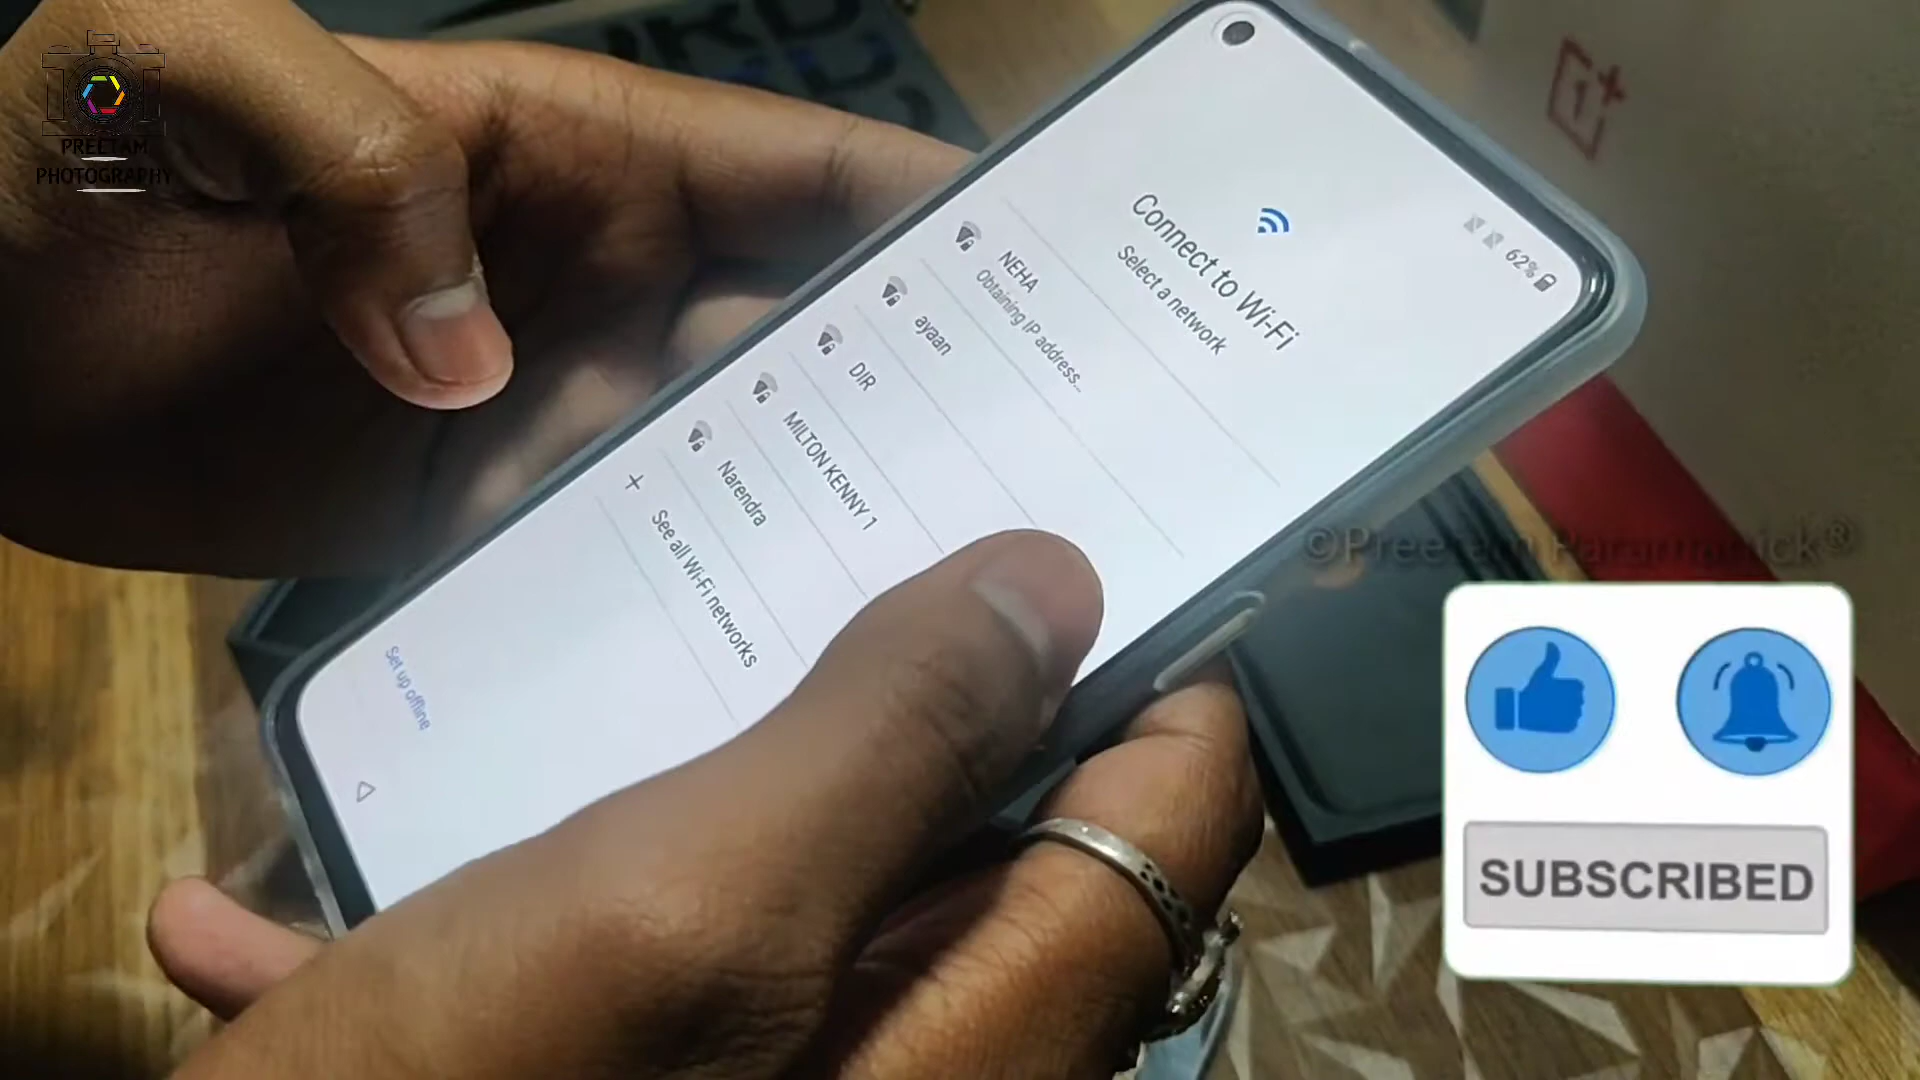 PREETAM
PHOTOGRAPHY
62%
Connect to Wi-Fi
Select a network
NEHA
Obtaining IP address...
ayaan
DIR
MILTON KENNY 1
Narendra
See all Wi-Fi networks
Set up offline
1+
SUBSCRIBED